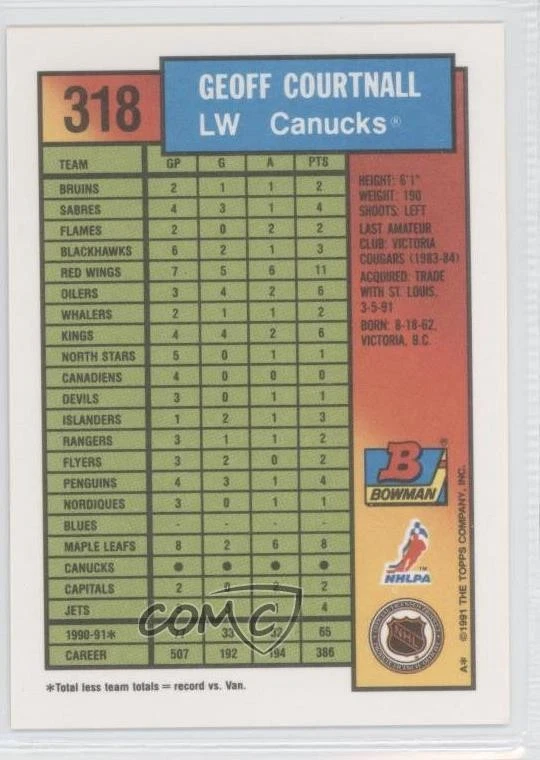 318
GEOFF COURTNALL
LW Canucks®
TEAM GP G A PTS
BRUINS 2 1 1 2
SABRES 4 3 1 4
FLAMES 2 0 2 2
BLACKHAWKS 6 2 1 3
RED WINGS 7 5 6 11
OILERS 3 4 2 6
WHALERS 2 1 1 2
KINGS 4 4 2 6
NORTH STARS 5 0 1 1
CANADIENS 4 0 0 0
DEVILS 3 0 1 1
ISLANDERS 1 2 1 3
RANGERS 3 1 1 2
FLYERS 3 2 0 2
PENGUINS 4 3 1 4
NORDIQUES 3 0 1 1
BLUES - - - -
MAPLE LEAFS 8 2 6 8
CANUCKS ● ● ● ●
CAPITALS 2 0 2 2
JETS 4
1990-91* 33 65
CAREER 507 192 194 386
*Total less team totals = record vs. Van.
HEIGHT: 6'1"
WEIGHT: 190
SHOOTS: LEFT
LAST AMATEUR
CLUB: VICTORIA
COUGARS (1983-84)
ACQUIRED: TRADE
WITH ST. LOUIS,
3-5-91
BORN: 8-18-62,
VICTORIA, B.C.
B®
BOWMAN
NHLPA™
NHL
A* ©1991 THE TOPPS COMPANY, INC.
COMC